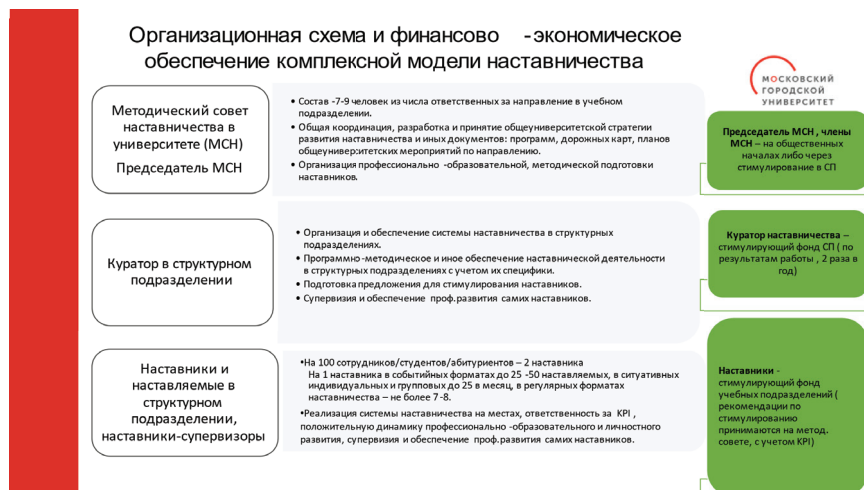 Организационная схема и финансово -экономическое
обеспечение комплексной модели наставничества
МОСКОВСКИЙ
ГОРОДСКОЙ
УНИВЕРСИТЕТ
Методический совет
наставничества в
университете (МСН)
Председатель МСН
• Состав -7-9 человек из числа ответственных за направление в учебном
подразделении.
• Общая координация, разработка и принятие общеуниверситетской стратегии
развития наставничества и иных документов: программ, дорожных карт, планов
общеуниверситетских мероприятий по направлению.
• Организация профессионально -образовательной, методической подготовки
наставников.
Председатель МСН , члены
МСН – на общественных
началах либо через
стимулирование в СП
Куратор в структурном
подразделении
• Организация и обеспечение системы наставничества в структурных
подразделениях.
• Программно -методическое и иное обеспечение наставнической деятельности
в структурных подразделениях с учетом их специфики.
• Подготовка предложения для стимулирования наставников.
• Супервизия и обеспечение проф.развития самих наставников.
Куратор наставничества –
стимулирующий фонд СП ( по
результатам работы , 2 раза в
год)
Наставники и
наставляемые в
структурном
подразделении,
наставники-супервизоры
•На 100 сотрудников/студентов/абитуриентов – 2 наставника
На 1 наставника в событийных форматах до 25 -50 наставляемых, в ситуативных
индивидуальных и групповых до 25 в месяц, в регулярных форматах
наставничества – не более 7 -8.
•Реализация системы наставничества на местах, ответственность за KPI ,
положительную динамику профессионально -образовательного и личностного
развития, супервизия и обеспечение проф.развития самих наставников.
Наставники -
стимулирующий фонд
учебных подразделений (
рекомендации по
стимулированию
принимаются на метод.
совете, с учетом KPI)